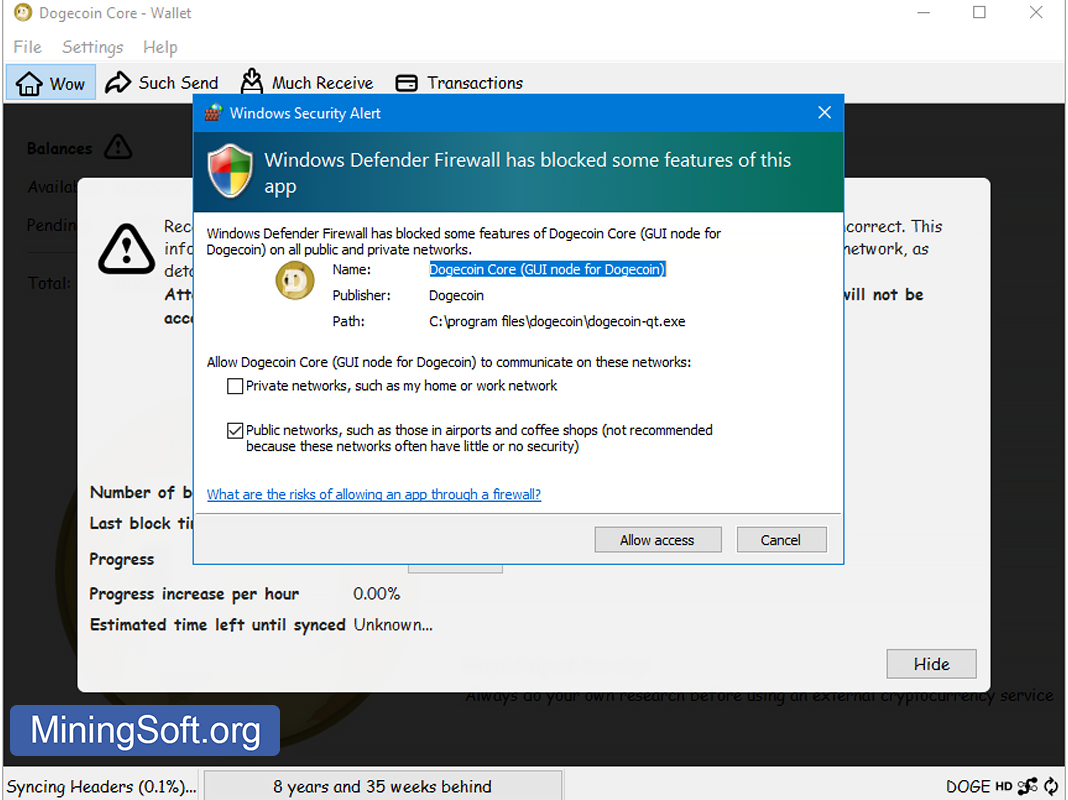 Dogecoin Core - Wallet
File Settings Help
Wow Such Send Much Receive Transactions
Windows Security Alert
Windows Defender Firewall has blocked some features of this
app
Balances
Pending
Total:
incorrect. This
network, as
will not be
Windows Defender Firewall has blocked some features of Dogecoin Core (GUI node for
Dogecoin) on all public and private networks.
Name: Dogecoin Core (GUI node for Dogecoin)
Publisher: Dogecoin
Path: C:\program files\dogecoin\dogecoin-qt.exe
Allow Dogecoin Core (GUI node for Dogecoin) to communicate on these networks:
Private networks, such as my home or work network
Public networks, such as those in airports and coffee shops (not recommended
because these networks often have little or no security)
What are the risks of allowing an app through a firewall?
Allow access Cancel
Number of b
Last block ti
Progress
Progress increase per hour 0.00%
Estimated time left until synced Unknown...
Hide
Always do your own research before using an external cryptocurrency service
MiningSoft.org
Syncing Headers (0.1%)... 8 years and 35 weeks behind DOGE HD